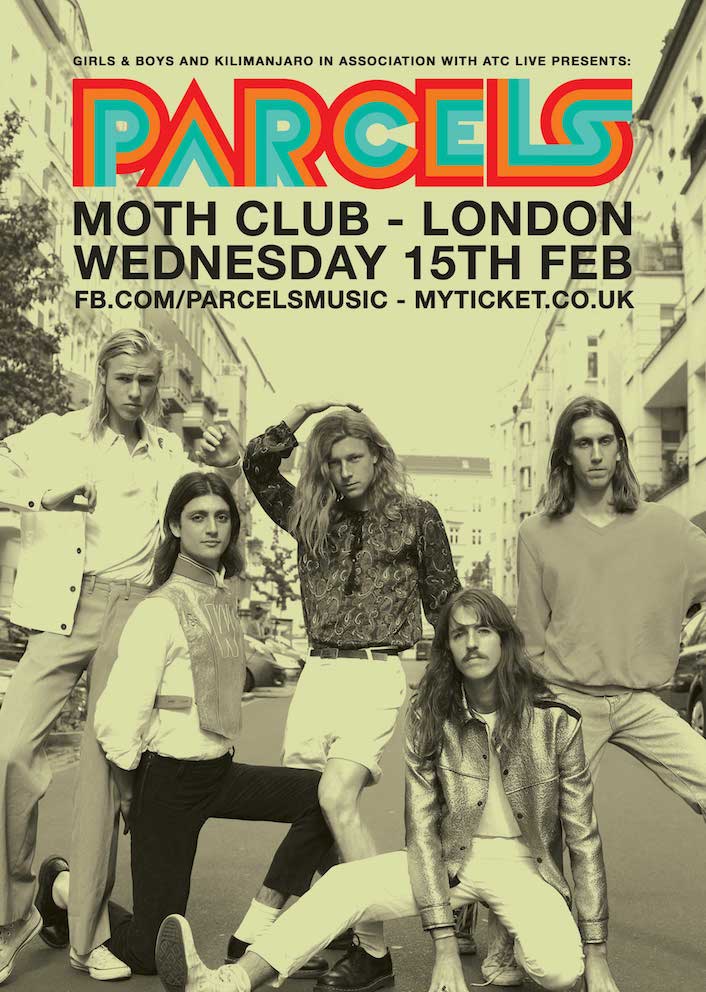 GIRLS & BOYS AND KILIMANJARO IN ASSOCIATION WITH ATC LIVE PRESENTS:
PARCELS
MOTH CLUB - LONDON
WEDNESDAY 15TH FEB
FB.COM/PARCELSMUSIC - MYTICKET.CO.UK